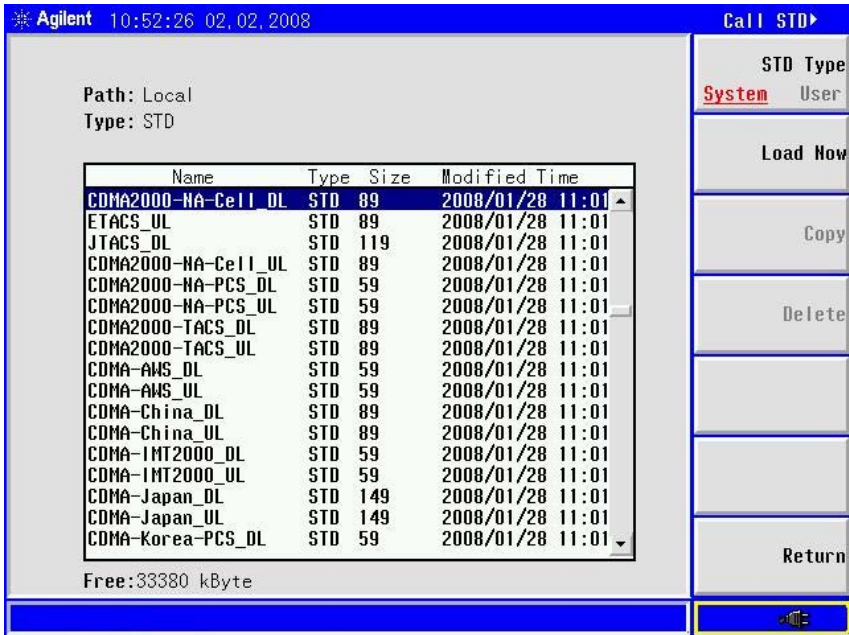 Agilent 10:52:26 02,02,2008
Call STD
STD Type
System User
Load Now
Copy
Delete
Return
Path: Local
Type: STD
Name Type Size Modified Time
CDMA2000-NA-Cell_DL STD 89 2008/01/28 11:01
ETACS_UL STD 89 2008/01/28 11:01
JTACS_DL STD 119 2008/01/28 11:01
CDMA2000-NA-Cell_UL STD 89 2008/01/28 11:01
CDMA2000-NA-PCS_DL STD 59 2008/01/28 11:01
CDMA2000-NA-PCS_UL STD 59 2008/01/28 11:01
CDMA2000-TACS_DL STD 89 2008/01/28 11:01
CDMA2000-TACS_UL STD 89 2008/01/28 11:01
CDMA-AWS_DL STD 59 2008/01/28 11:01
CDMA-AWS_UL STD 59 2008/01/28 11:01
CDMA-China_DL STD 89 2008/01/28 11:01
CDMA-China_UL STD 89 2008/01/28 11:01
CDMA-IMT2000_DL STD 59 2008/01/28 11:01
CDMA-IMT2000_UL STD 59 2008/01/28 11:01
CDMA-Japan_DL STD 149 2008/01/28 11:01
CDMA-Japan_UL STD 149 2008/01/28 11:01
CDMA-Korea-PCS_DL STD 59 2008/01/28 11:01
Free:33380 kByte